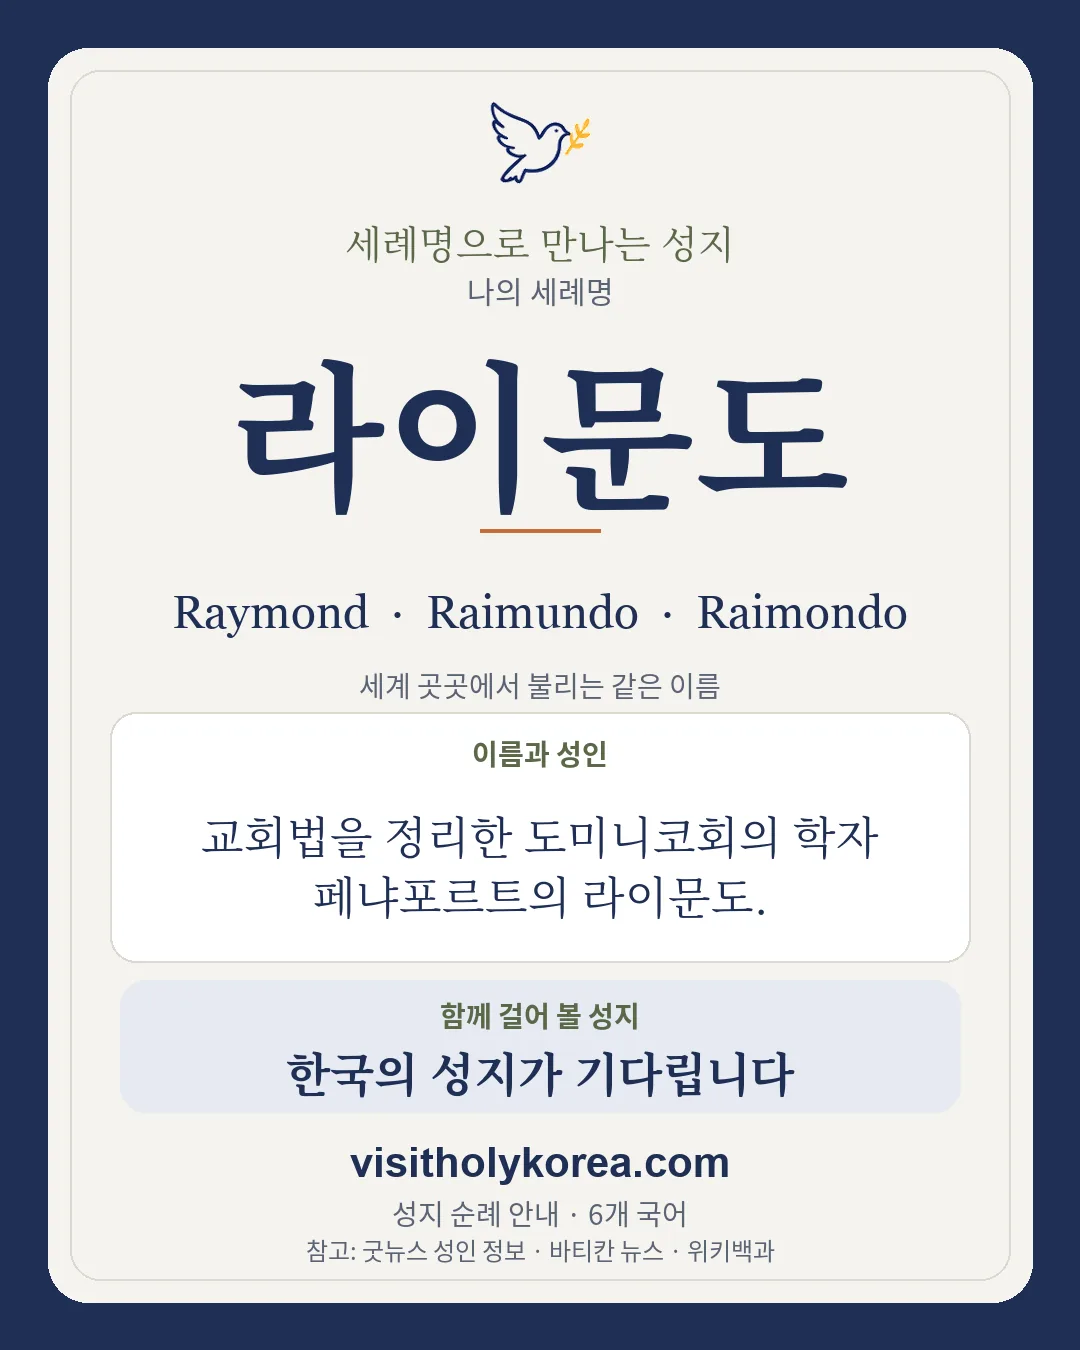 세례명으로 만나는 성지
나의 세례명
라이문도
Raymond · Raimundo · Raimondo
세계 곳곳에서 불리는 같은 이름
이름과 성인
교회법을 정리한 도미니코회의 학자
페냐포르트의 라이문도.
함께 걸어 볼 성지
한국의 성지가 기다립니다
visitholykorea.com
성지 순례 안내 · 6개 국어
참고: 굿뉴스 성인 정보 · 바티칸 뉴스 · 위키백과